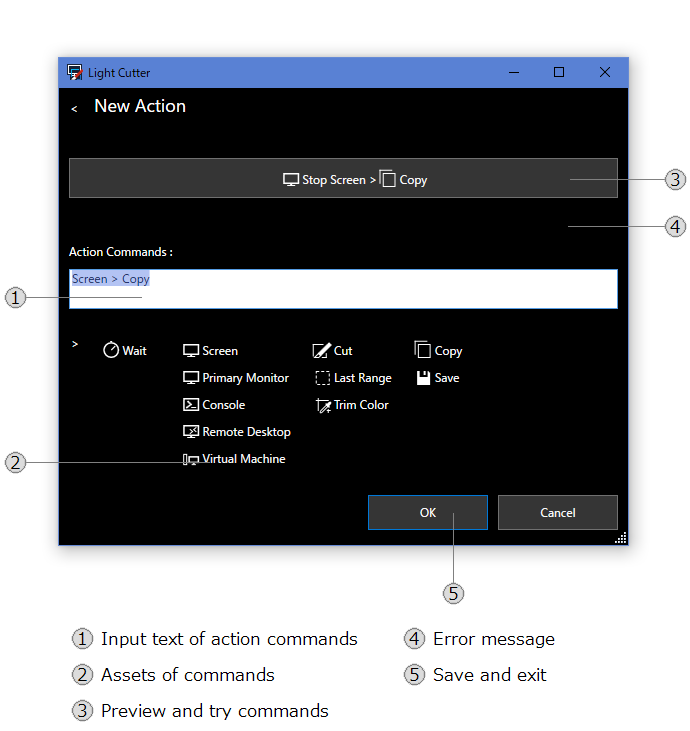 Light Cutter
< New Action
Stop Screen > Copy
3
4
Action Commands :
Screen > Copy
1
> Wait Screen Cut Copy
Primary Monitor Last Range Save
Console Trim Color
Remote Desktop
2
Virtual Machine
OK Cancel
5
1 Input text of action commands
4 Error message
2 Assets of commands
5 Save and exit
3 Preview and try commands